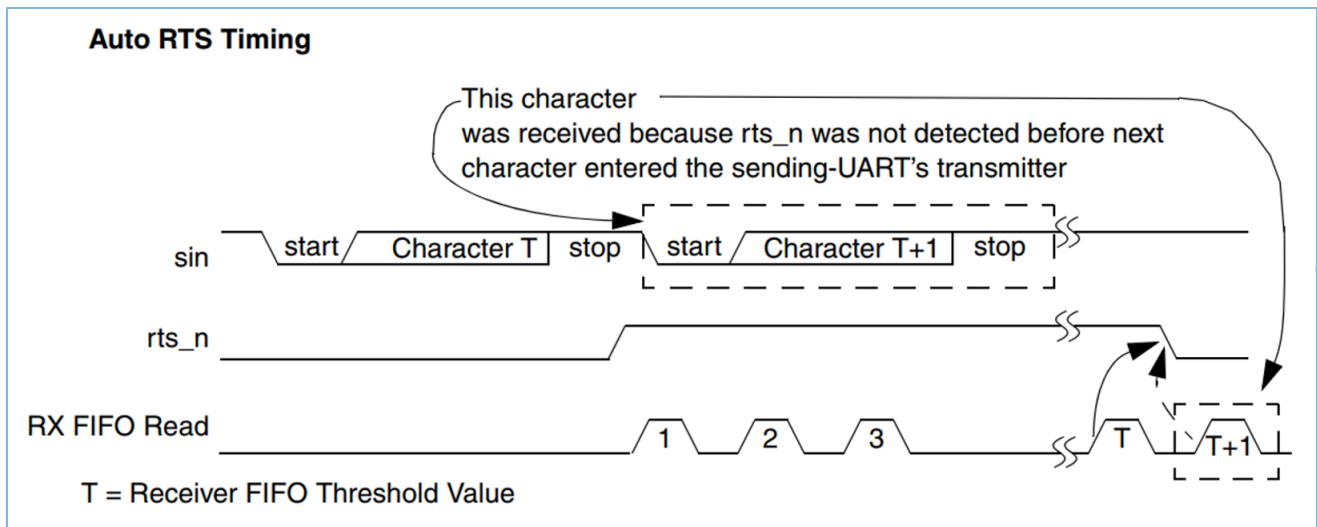 Auto RTS Timing
This character
was received because rts_n was not detected before next
character entered the sending-UART's transmitter
sin start Character T stop start Character T+1 stop
rts_n
RX FIFO Read 1 2 3 T T+1
T = Receiver FIFO Threshold Value